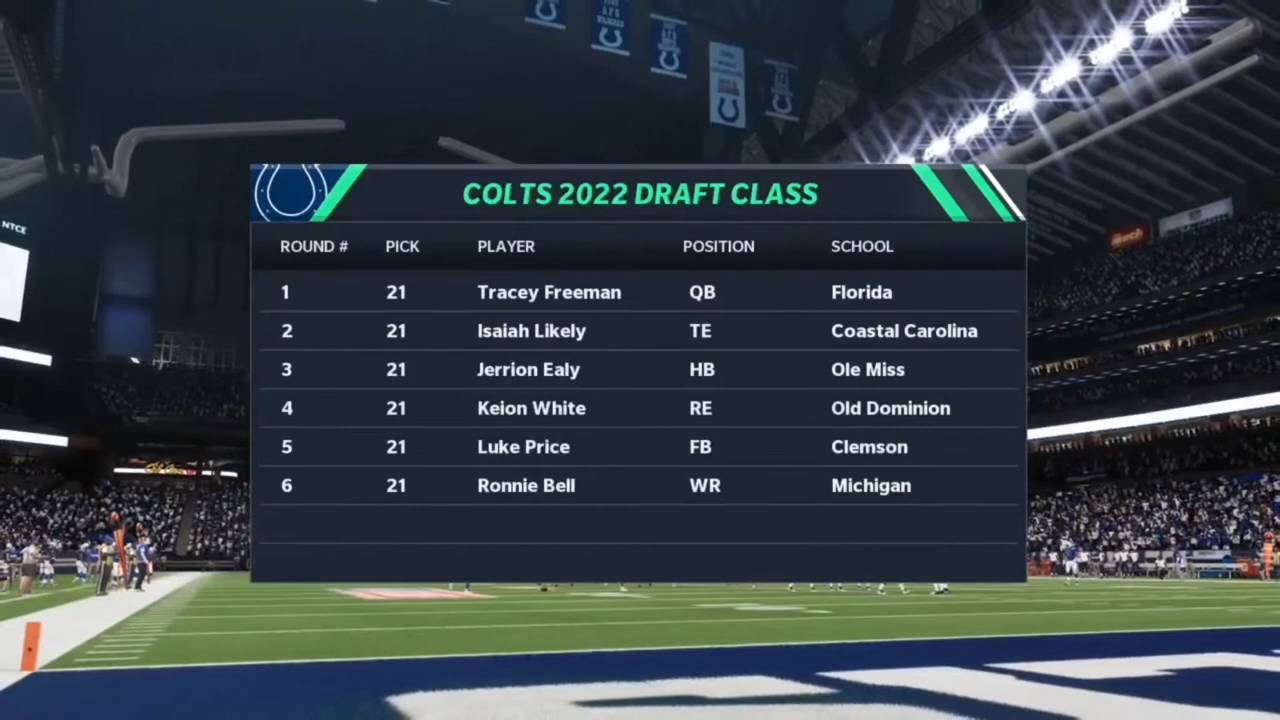 COLTS 2022 DRAFT CLASS
ROUND # PICK PLAYER POSITION SCHOOL
1 21 Tracey Freeman QB Florida
2 21 Isaiah Likely TE Coastal Carolina
3 21 Jerrion Ealy HB Ole Miss
4 21 Keion White RE Old Dominion
5 21 Luke Price FB Clemson
6 21 Ronnie Bell WR Michigan
NTCE